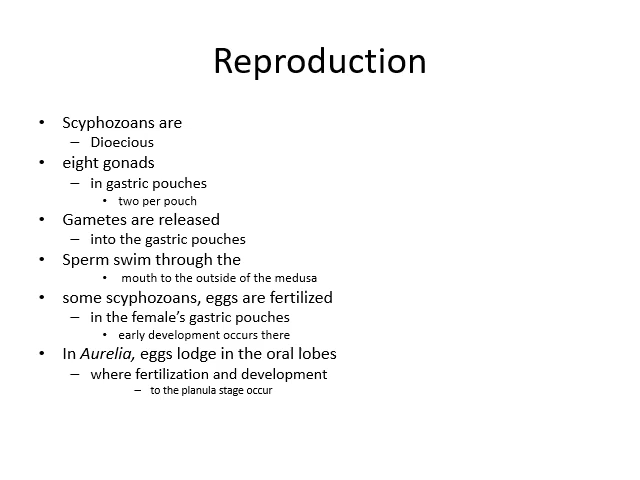 Reproduction
• Scyphozoans are
– Dioecious
• eight gonads
– in gastric pouches
• two per pouch
• Gametes are released
– into the gastric pouches
• Sperm swim through the
• mouth to the outside of the medusa
• some scyphozoans, eggs are fertilized
– in the female’s gastric pouches
• early development occurs there
• In Aurelia, eggs lodge in the oral lobes
– where fertilization and development
– to the planula stage occur